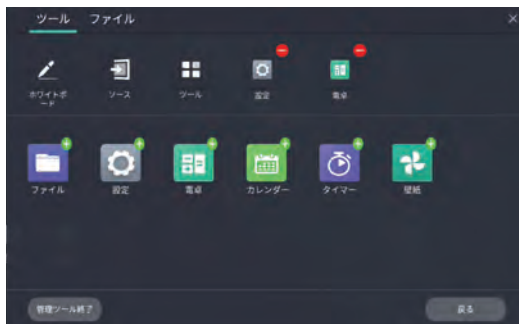 ツール ファイル
ホワイトボ
ード
ソース
ツール
設定
電卓
ファイル
設定
電卓
カレンダー
タイマー
壁紙
管理ツール終了
戻る